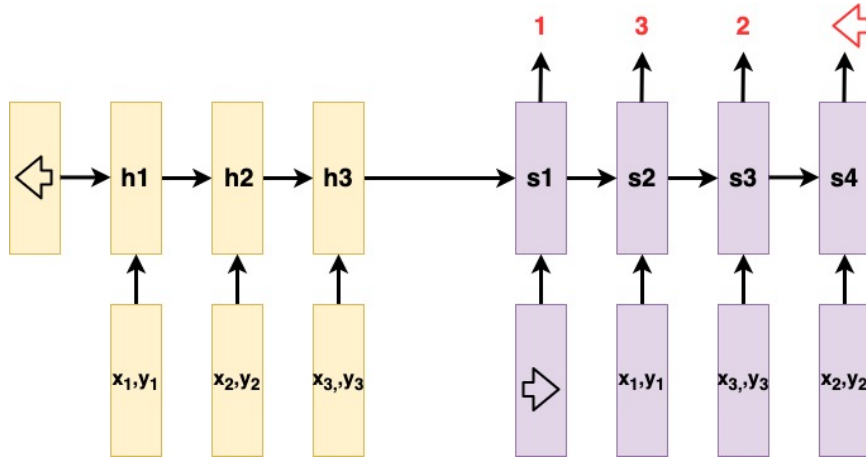 1 3 2
h1 h2 h3 s1 s2 s3 s4
x₁,y₁ x₂,y₂ x₃,,y₃ x₁,y₁ x₃,,y₃ x₂,y₂